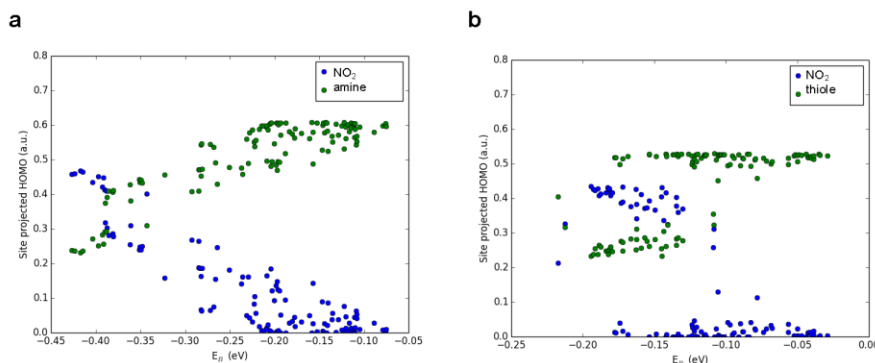 a
b
0.8
0.7
0.6
0.5
0.4
0.3
0.2
0.1
0.0
Site projected HOMO (a.u.)
NO₂
amine
−0.45 −0.40 −0.35 −0.30 −0.25 −0.20 −0.15 −0.10 −0.05
E_{ij} (eV)
0.8
0.7
0.6
0.5
0.4
0.3
0.2
0.1
0.0
Site projected HOMO (a.u.)
NO₂
thiole
−0.25 −0.20 −0.15 −0.10 −0.05 0.00
(eV)